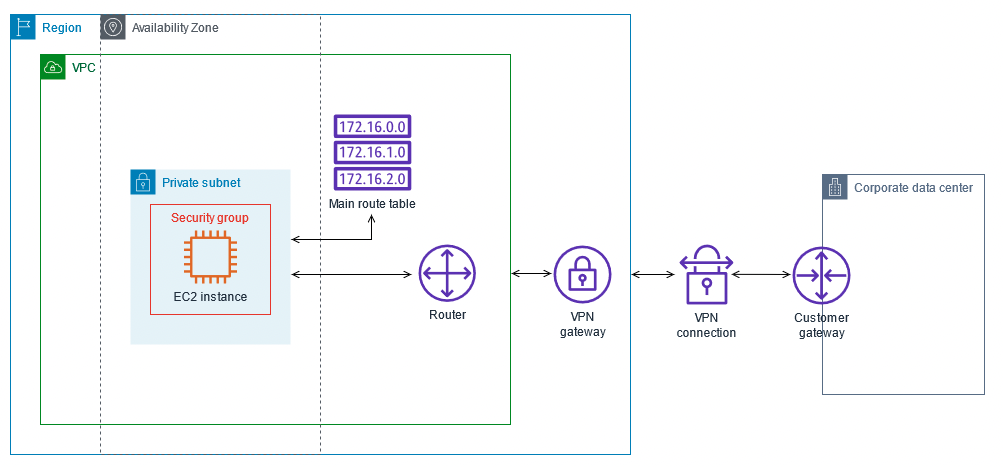 Region
Availability Zone
VPC
172.16.0.0
172.16.1.0
172.16.2.0
Main route table
Private subnet
Security group
EC2 instance
Router
VPN
gateway
VPN
connection
Customer
gateway
Corporate data center